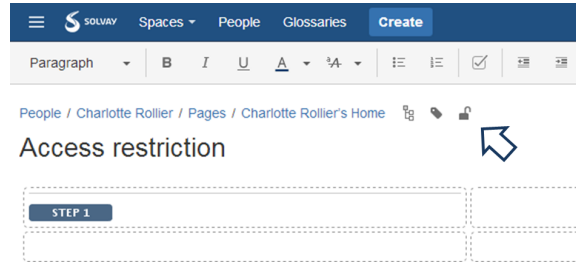 SOLVAY Spaces People Glossaries Create
Paragraph B I U A A
People / Charlotte Rollier / Pages / Charlotte Rollier's Home
Access restriction
STEP 1